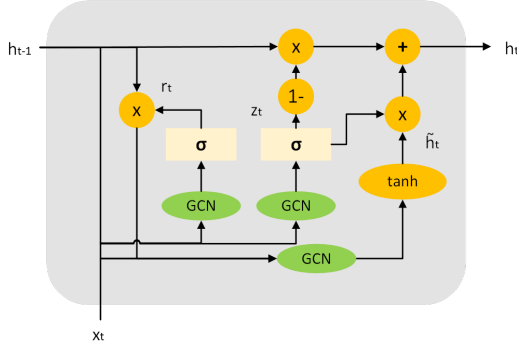 ht-1
x
+
ht
1-
rt
zt
x
x
σ
σ
h̃t
tanh
GCN
GCN
GCN
xt